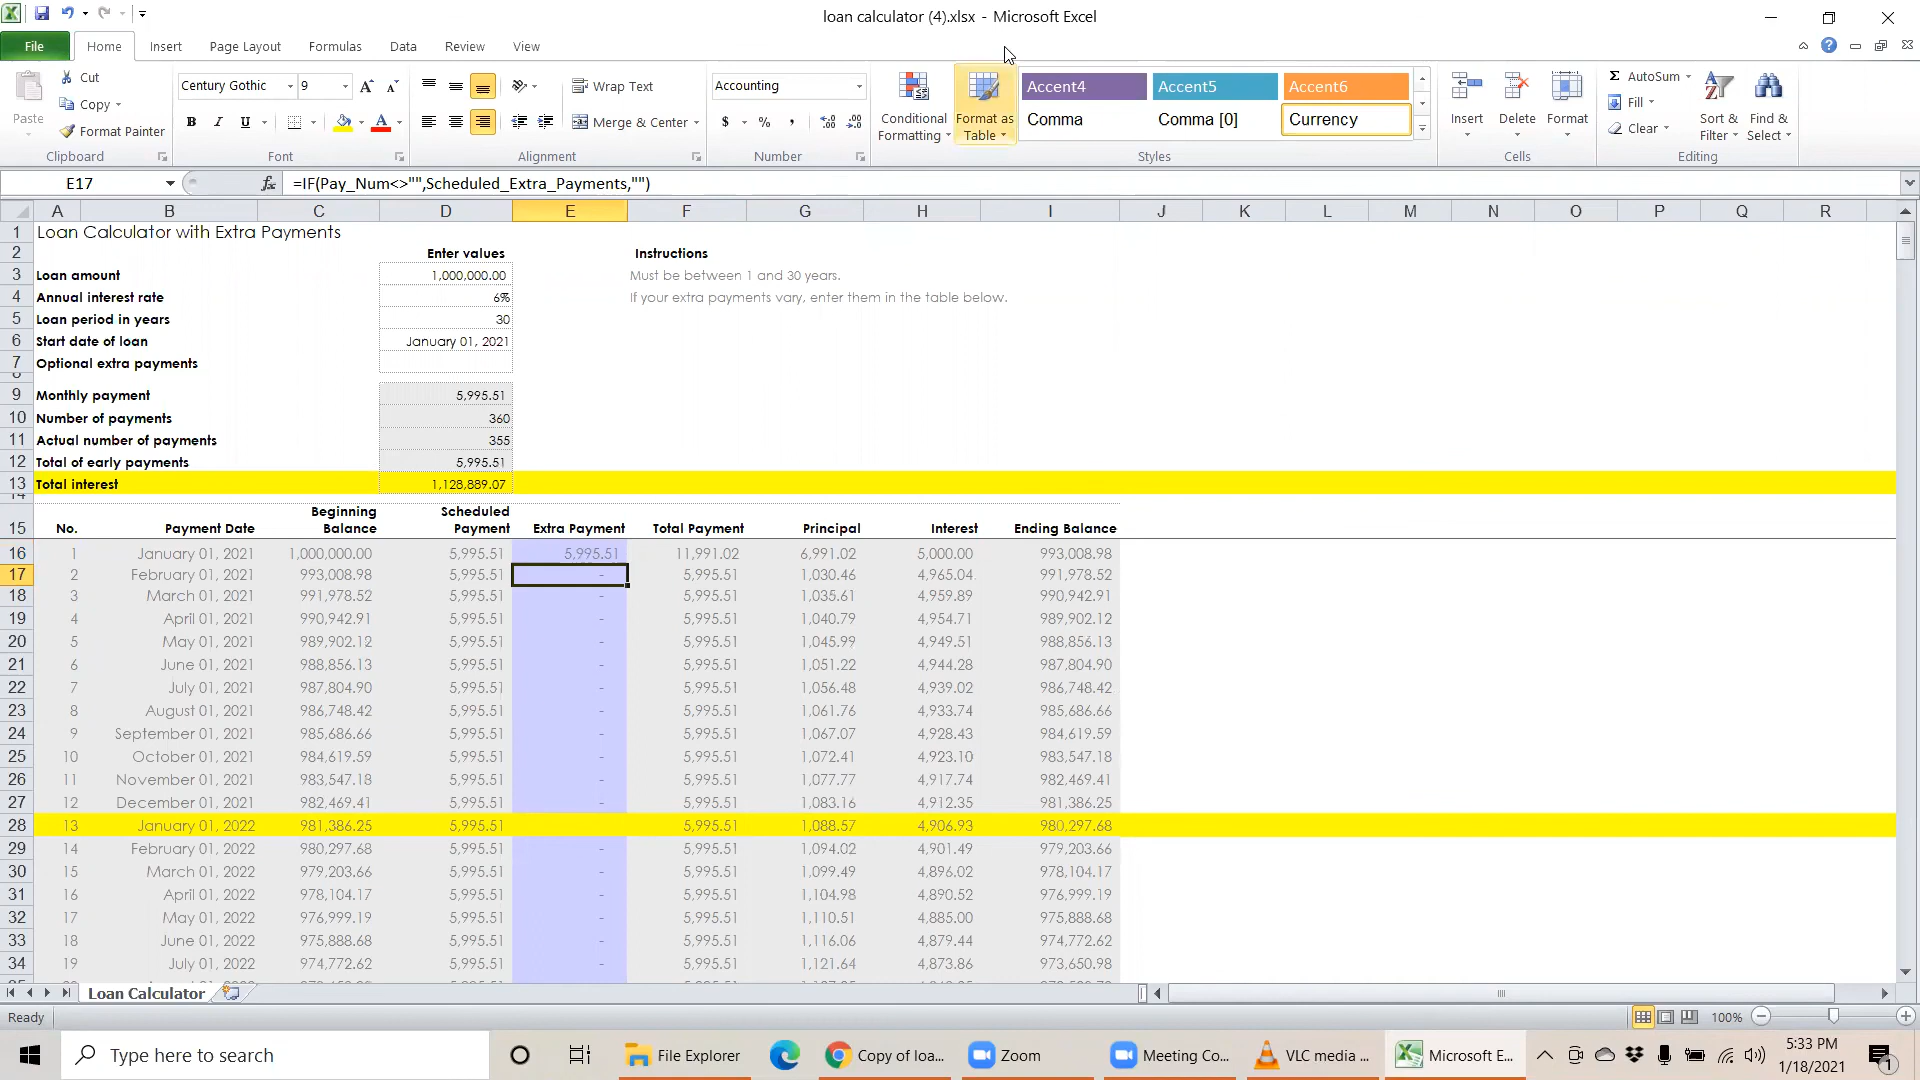 loan calculator (4).xlsx - Microsoft Excel
File Home Insert Page Layout Formulas Data Review View
Paste Cut Copy Format Painter Clipboard
Century Gothic 9 B I U A Font
Wrap Text Merge & Center Alignment
Accounting $ % , Number
Conditional Formatting Format as Table Accent4 Accent5 Accent6 Comma Comma [0] Currency Styles
Insert Delete Format Cells
Σ AutoSum Fill Clear Sort & Filter Find & Select Editing
E17 fx =IF(Pay_Num<>"",Scheduled_Extra_Payments,"")
A B C D E F G H I J K L M N O P Q R
1 Loan Calculator with Extra Payments
2 Enter values Instructions
3 Loan amount 1,000,000.00 Must be between 1 and 30 years.
4 Annual interest rate 6% If your extra payments vary, enter them in the table below.
5 Loan period in years 30
6 Start date of loan January 01, 2021
7 Optional extra payments
8
9 Monthly payment 5,995.51
10 Number of payments 360
11 Actual number of payments 355
12 Total of early payments 5,995.51
13 Total interest 1,128,889.07
14
15 No. Payment Date Beginning Balance Scheduled Payment Extra Payment Total Payment Principal Interest Ending Balance
16 1 January 01, 2021 1,000,000.00 5,995.51 5,995.51 11,991.02 6,991.02 5,000.00 993,008.98
17 2 February 01, 2021 993,008.98 5,995.51 - 5,995.51 1,030.46 4,965.04 991,978.52
18 3 March 01, 2021 991,978.52 5,995.51 - 5,995.51 1,035.61 4,959.89 990,942.91
19 4 April 01, 2021 990,942.91 5,995.51 - 5,995.51 1,040.79 4,954.71 989,902.12
20 5 May 01, 2021 989,902.12 5,995.51 - 5,995.51 1,045.99 4,949.51 988,856.13
21 6 June 01, 2021 988,856.13 5,995.51 - 5,995.51 1,051.22 4,944.28 987,804.90
22 7 July 01, 2021 987,804.90 5,995.51 - 5,995.51 1,056.48 4,939.02 986,748.42
23 8 August 01, 2021 986,748.42 5,995.51 - 5,995.51 1,061.76 4,933.74 985,686.66
24 9 September 01, 2021 985,686.66 5,995.51 - 5,995.51 1,067.07 4,928.43 984,619.59
25 10 October 01, 2021 984,619.59 5,995.51 - 5,995.51 1,072.41 4,923.10 983,547.18
26 11 November 01, 2021 983,547.18 5,995.51 - 5,995.51 1,077.77 4,917.74 982,469.41
27 12 December 01, 2021 982,469.41 5,995.51 - 5,995.51 1,083.16 4,912.35 981,386.25
28 13 January 01, 2022 981,386.25 5,995.51 5,995.51 1,088.57 4,906.93 980,297.68
29 14 February 01, 2022 980,297.68 5,995.51 - 5,995.51 1,094.02 4,901.49 979,203.66
30 15 March 01, 2022 979,203.66 5,995.51 - 5,995.51 1,099.49 4,896.02 978,104.17
31 16 April 01, 2022 978,104.17 5,995.51 - 5,995.51 1,104.98 4,890.52 976,999.19
32 17 May 01, 2022 976,999.19 5,995.51 - 5,995.51 1,110.51 4,885.00 975,888.68
33 18 June 01, 2022 975,888.68 5,995.51 - 5,995.51 1,116.06 4,879.44 974,772.62
34 19 July 01, 2022 974,772.62 5,995.51 - 5,995.51 1,121.64 4,873.86 973,650.98
Loan Calculator
Ready 100%
Type here to search File Explorer Copy of loa... Zoom Meeting Co... VLC media ... Microsoft E... 5:33 PM
1/18/2021 1